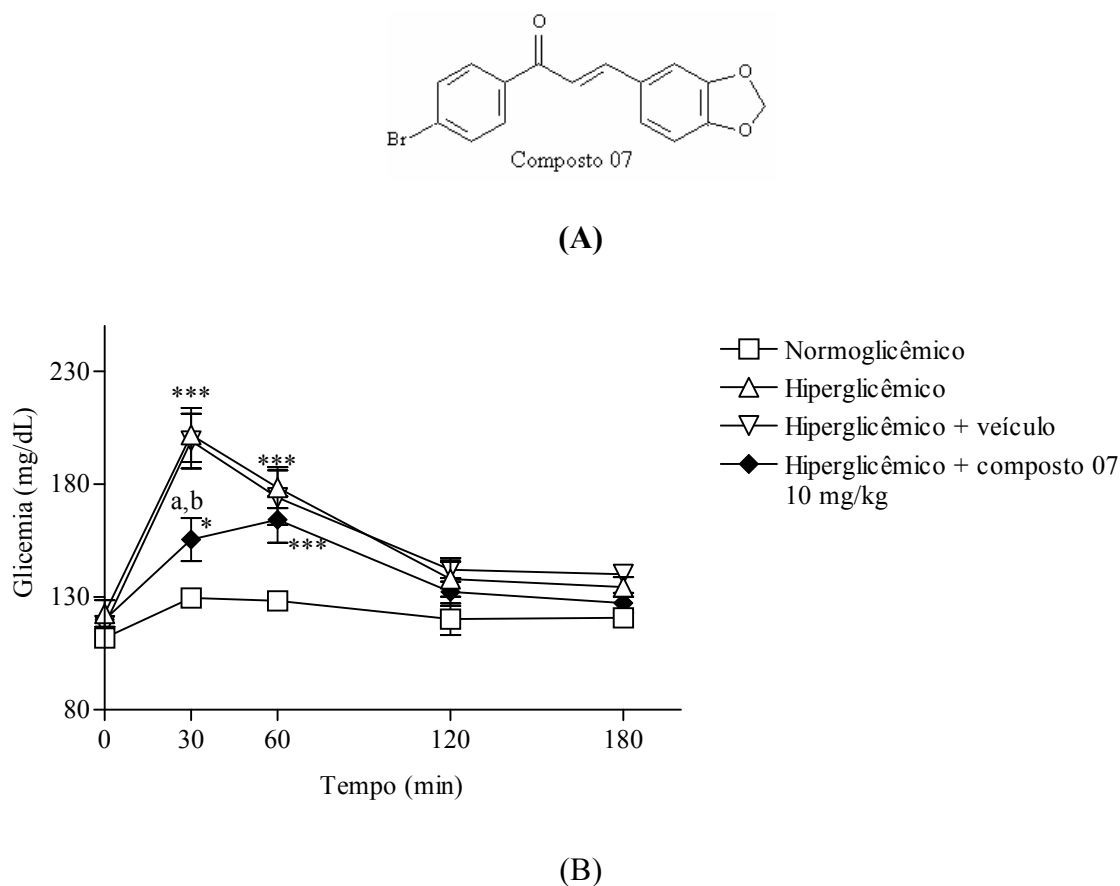 O
O
O
Br
Composto 07
(A)
230
180
130
80
Glicemia (mg/dL)
***
***
a,b
*
***
0 30 60 120 180
Tempo (min)
Normoglicêmico
Hiperglicêmico
Hiperglicêmico + veículo
Hiperglicêmico + composto 07
10 mg/kg
(B)